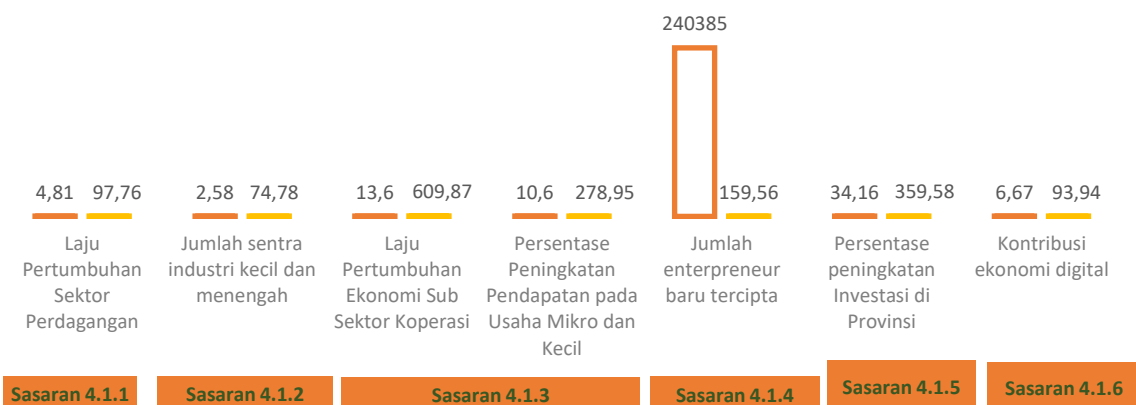 240385
4,81 97,76
2,58 74,78
13,6 609,87
10,6 278,95
159,56
34,16 359,58
6,67 93,94
Laju
Pertumbuhan
Sektor
Perdagangan
Jumlah sentra
industri kecil dan
menengah
Laju
Pertumbuhan
Ekonomi Sub
Sektor Koperasi
Persentase
Peningkatan
Pendapatan pada
Usaha Mikro dan
Kecil
Jumlah
enterpreneur
baru tercipta
Persentase
peningkatan
Investasi di
Provinsi
Kontribusi
ekonomi digital
Sasaran 4.1.1
Sasaran 4.1.2
Sasaran 4.1.3
Sasaran 4.1.4
Sasaran 4.1.5
Sasaran 4.1.6